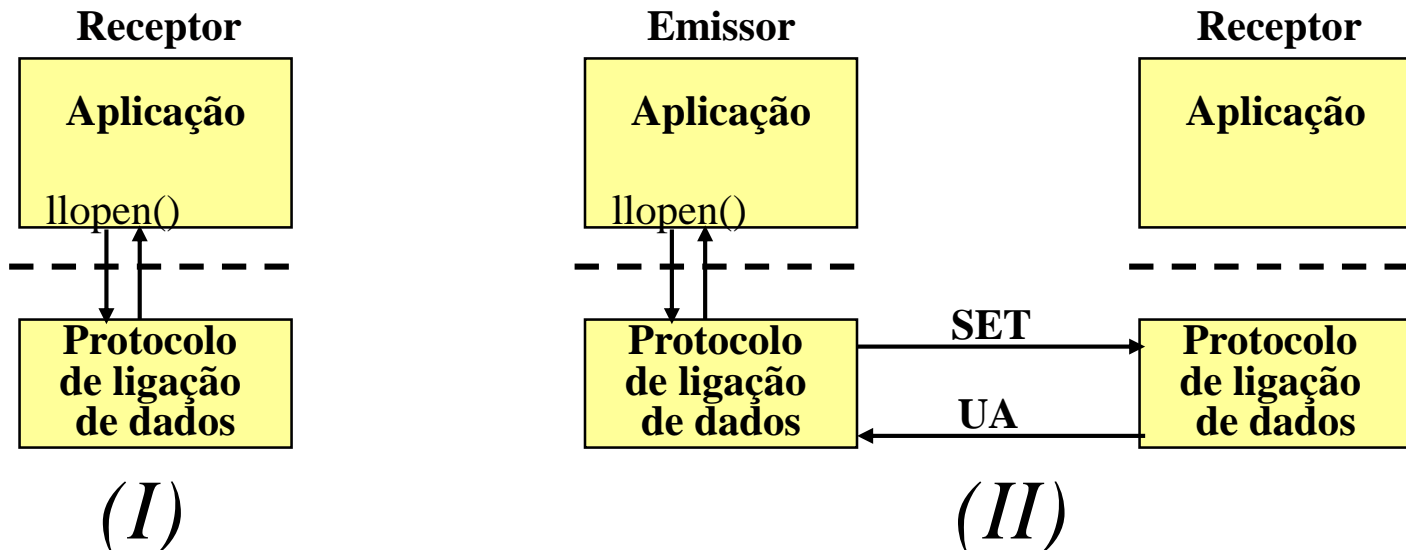 Receptor
Aplicação
llopen()
Protocolo
de ligação
de dados
(I)
Emissor
Aplicação
llopen()
Protocolo
de ligação
de dados
SET
UA
Receptor
Aplicação
Protocolo
de ligação
de dados
(II)